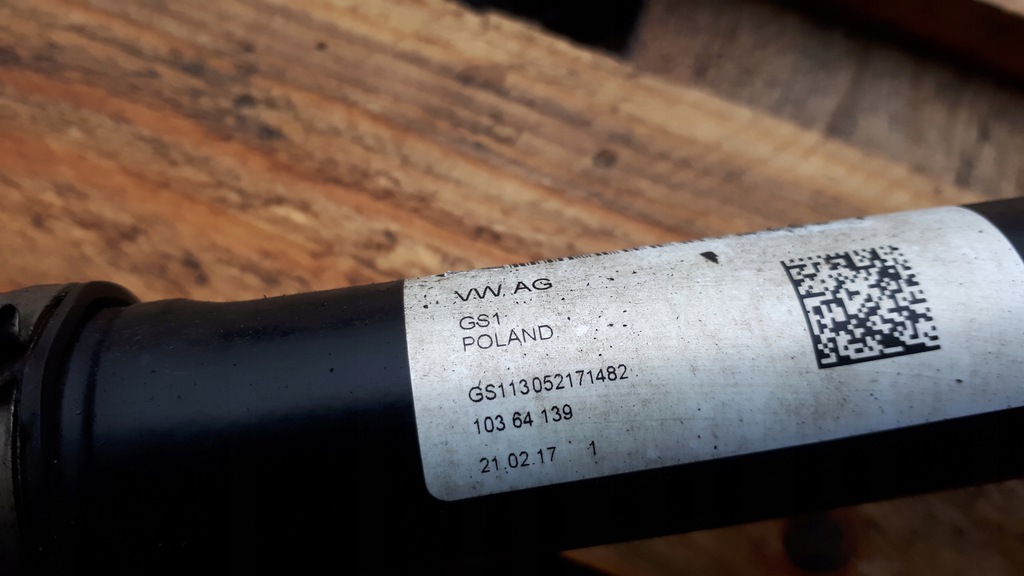 VW AG
GS1
POLAND
GS113052171482
103 64 139
21.02.17 1